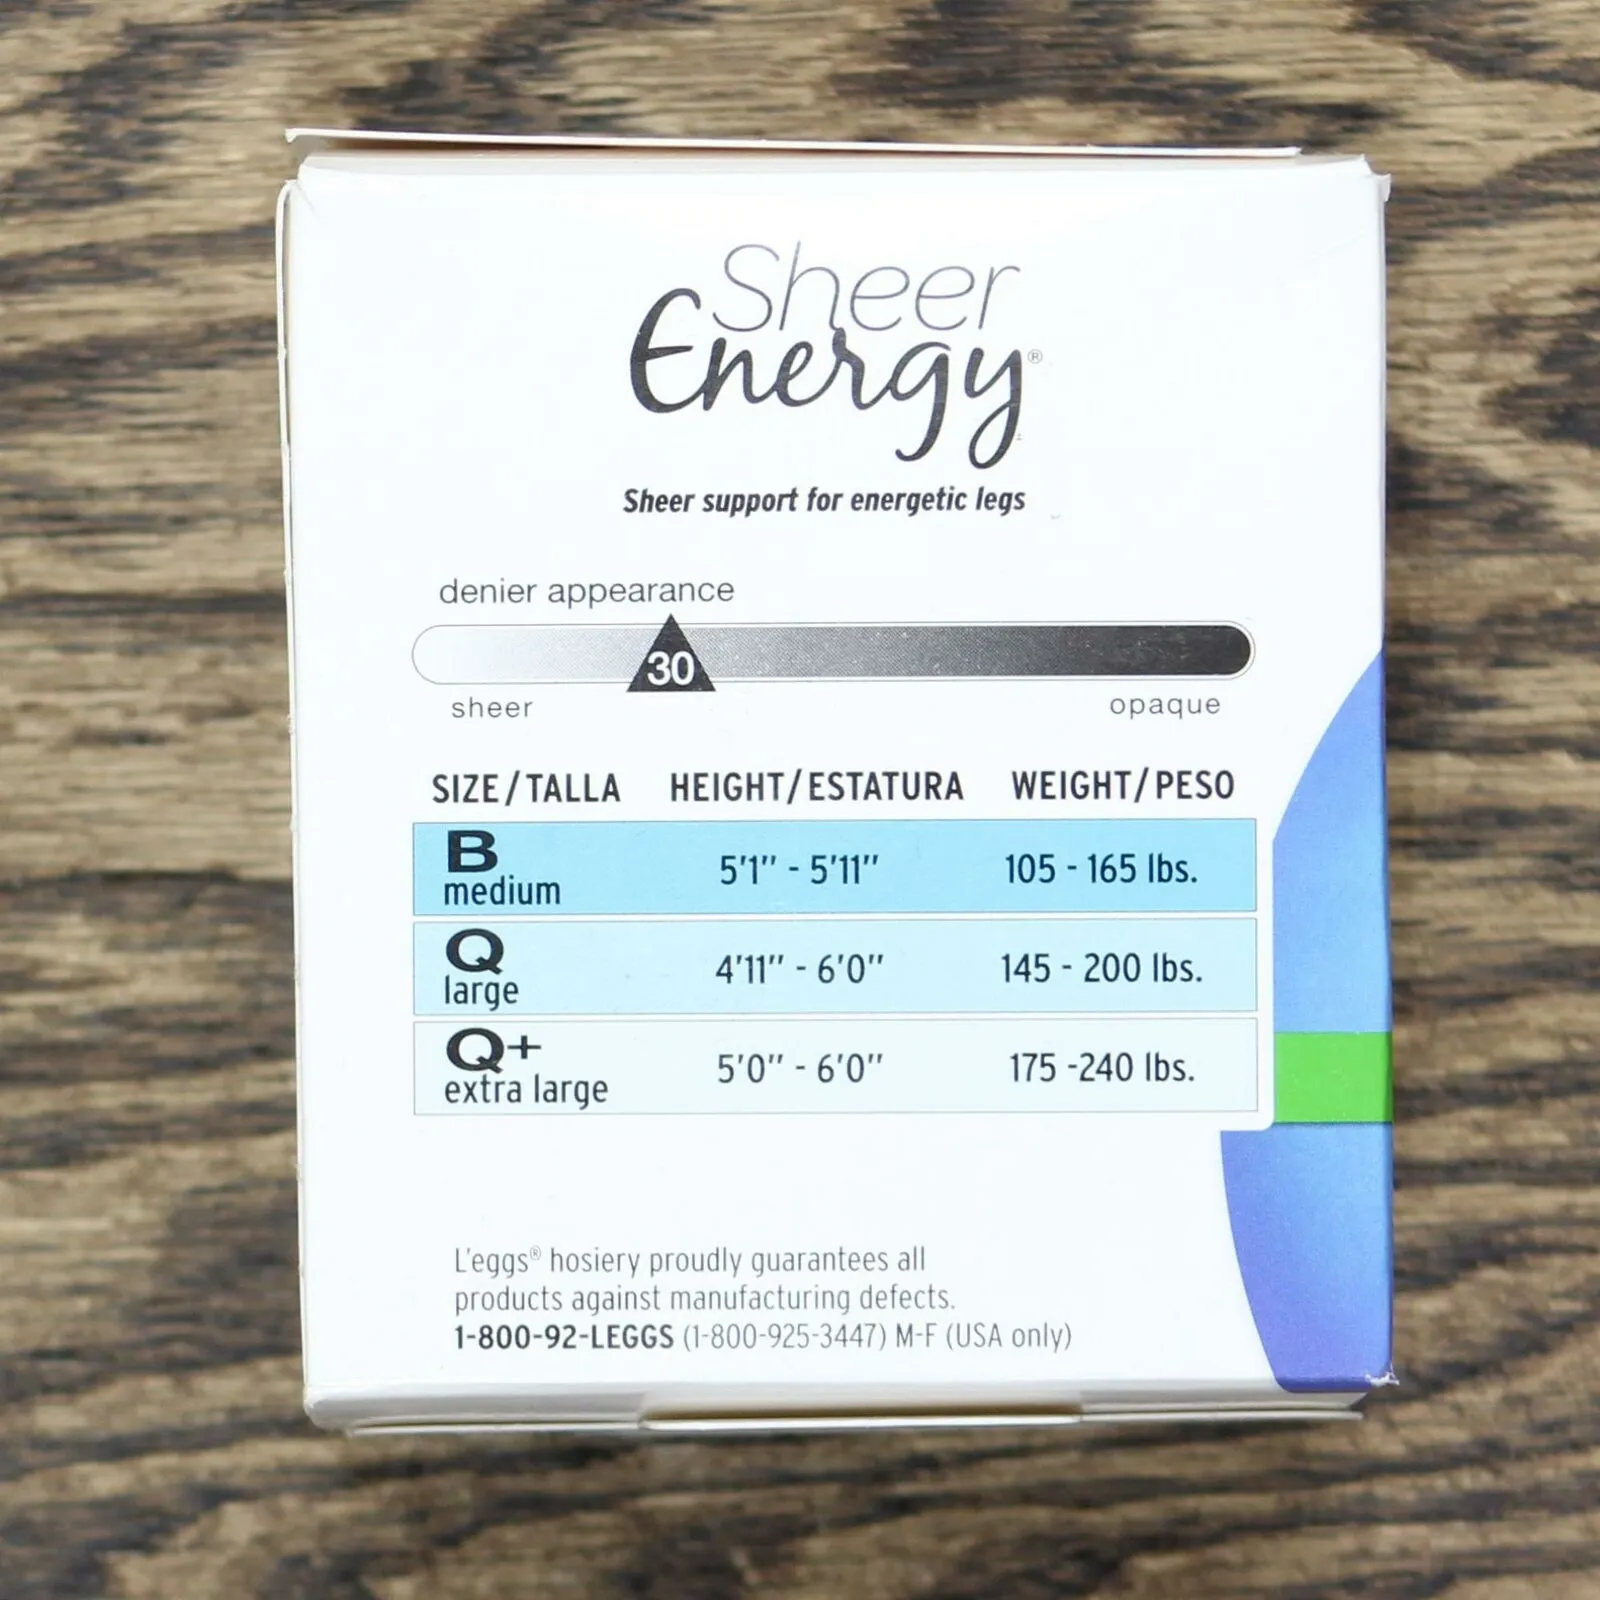 Sheer
Energy®
Sheer support for energetic legs
denier appearance
30
sheer opaque
SIZE/TALLA HEIGHT/ESTATURA WEIGHT/PESO
B
medium 5'1" - 5'11" 105 - 165 lbs.
Q
large 4'11" - 6'0" 145 - 200 lbs.
Q+
extra large 5'0" - 6'0" 175 -240 lbs.
L'eggs® hosiery proudly guarantees all
products against manufacturing defects.
1-800-92-LEGGS (1-800-925-3447) M-F (USA only)